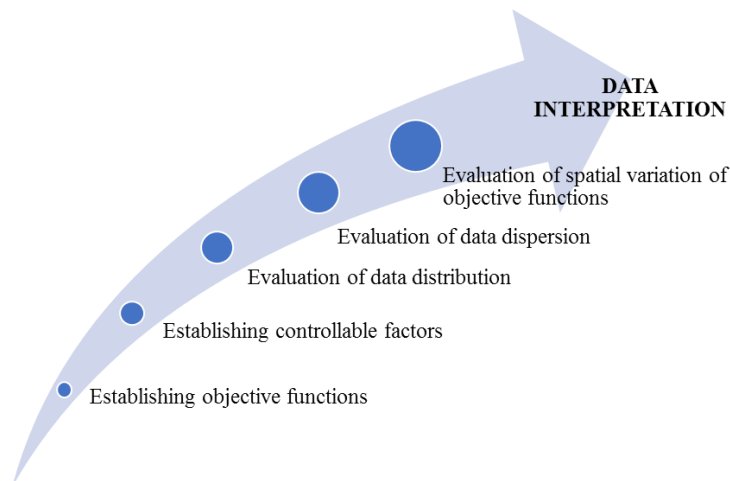 DATA
INTERPRETATION
Evaluation of spatial variation of
objective functions
Evaluation of data dispersion
Evaluation of data distribution
Establishing controllable factors
Establishing objective functions